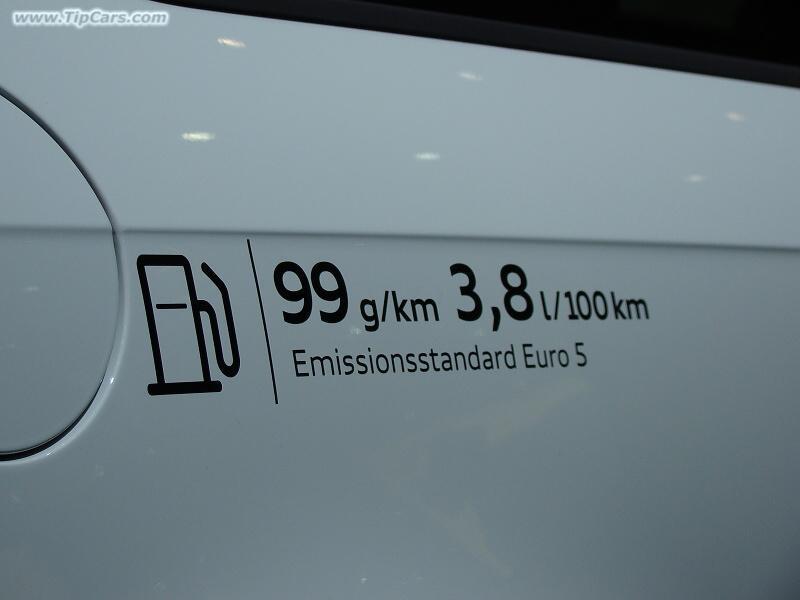 www.TipCars.com
99 g/km 3,8 l/100 km
Emissionsstandard Euro 5